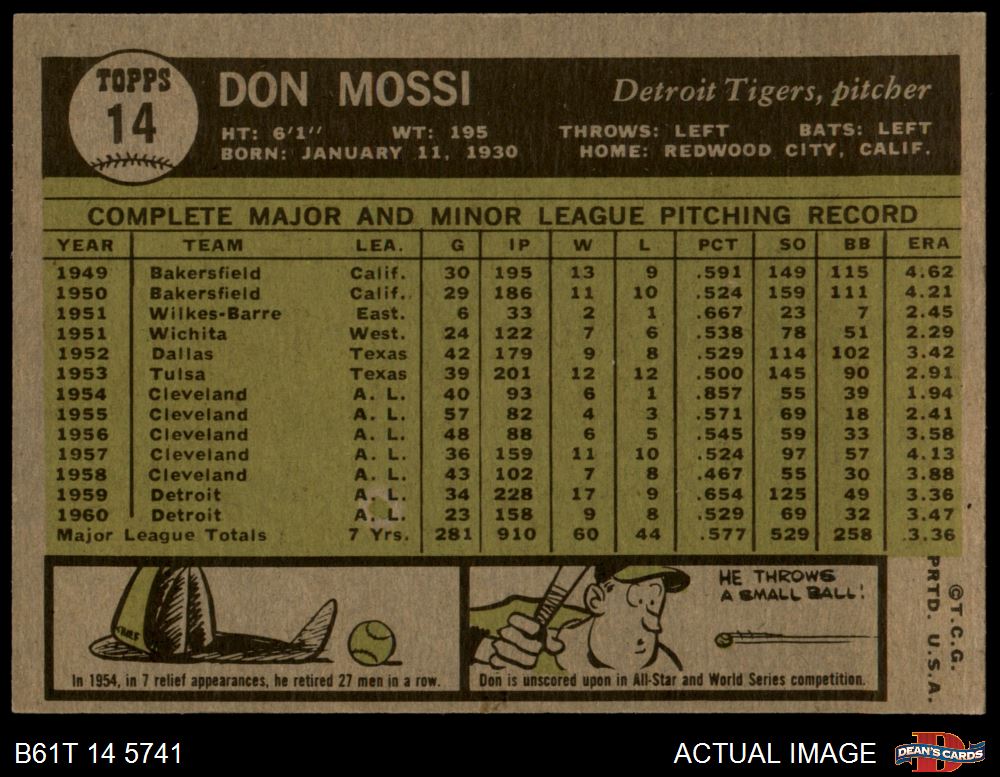 TOPPS
14
DON MOSSI
Detroit Tigers, pitcher
HT: 6'1" WT: 195 THROWS: LEFT BATS: LEFT
BORN: JANUARY 11, 1930 HOME: REDWOOD CITY, CALIF.
COMPLETE MAJOR AND MINOR LEAGUE PITCHING RECORD
YEAR TEAM LEA. G IP W L PCT SO BB ERA
1949 Bakersfield Calif. 30 195 13 9 .591 149 115 4.62
1950 Bakersfield Calif. 29 186 11 10 .524 159 111 4.21
1951 Wilkes-Barre East. 6 33 2 1 .667 23 7 2.45
1951 Wichita West. 24 122 7 6 .538 78 51 2.29
1952 Dallas Texas 42 179 9 8 .529 114 102 3.42
1953 Tulsa Texas 39 201 12 12 .500 145 90 2.91
1954 Cleveland A. L. 40 93 6 1 .857 55 39 1.94
1955 Cleveland A. L. 57 82 4 3 .571 69 18 2.41
1956 Cleveland A. L. 48 88 6 5 .545 59 33 3.58
1957 Cleveland A. L. 36 159 11 10 .524 97 57 4.13
1958 Cleveland A. L. 43 102 7 8 .467 55 30 3.88
1959 Detroit A. L. 34 228 17 9 .654 125 49 3.36
1960 Detroit A. L. 23 158 9 8 .529 69 32 3.47
Major League Totals 7 Yrs. 281 910 60 44 .577 529 258 3.36
In 1954, in 7 relief appearances, he retired 27 men in a row.
HE THROWS
A SMALL BALL!
Don is unscored upon in All-Star and World Series competition.
©T.C.G.
PRTD. U.S.A.
B61T 14 5741
ACTUAL IMAGE
DEAN'S CARDS